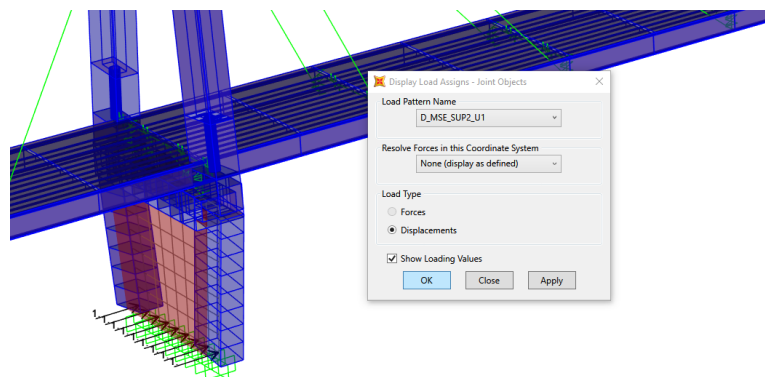 Display Load Assigns - Joint Objects
Load Pattern Name
D_MSE_SUP2_U1
Resolve Forces in this Coordinate System
None (display as defined)
Load Type
Forces
Displacements
Show Loading Values
OK Close Apply
1